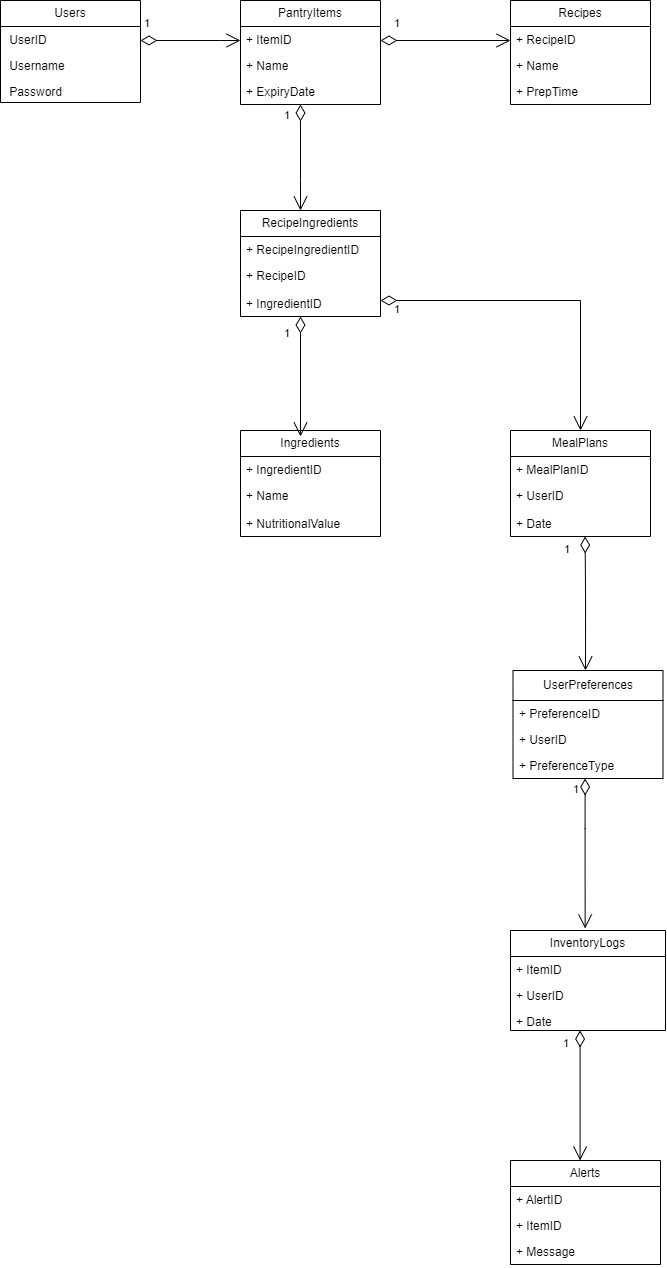 Users
UserID
Username
Password
1
PantryItems
+ ItemID
+ Name
+ ExpiryDate
1
Recipes
+ RecipeID
+ Name
+ PrepTime
1
RecipeIngredients
+ RecipeIngredientID
+ RecipeID
+ IngredientID
1
1
Ingredients
+ IngredientID
+ Name
+ NutritionalValue
MealPlans
+ MealPlanID
+ UserID
+ Date
1
UserPreferences
+ PreferenceID
+ UserID
+ PreferenceType
1
InventoryLogs
+ ItemID
+ UserID
+ Date
1
Alerts
+ AlertID
+ ItemID
+ Message